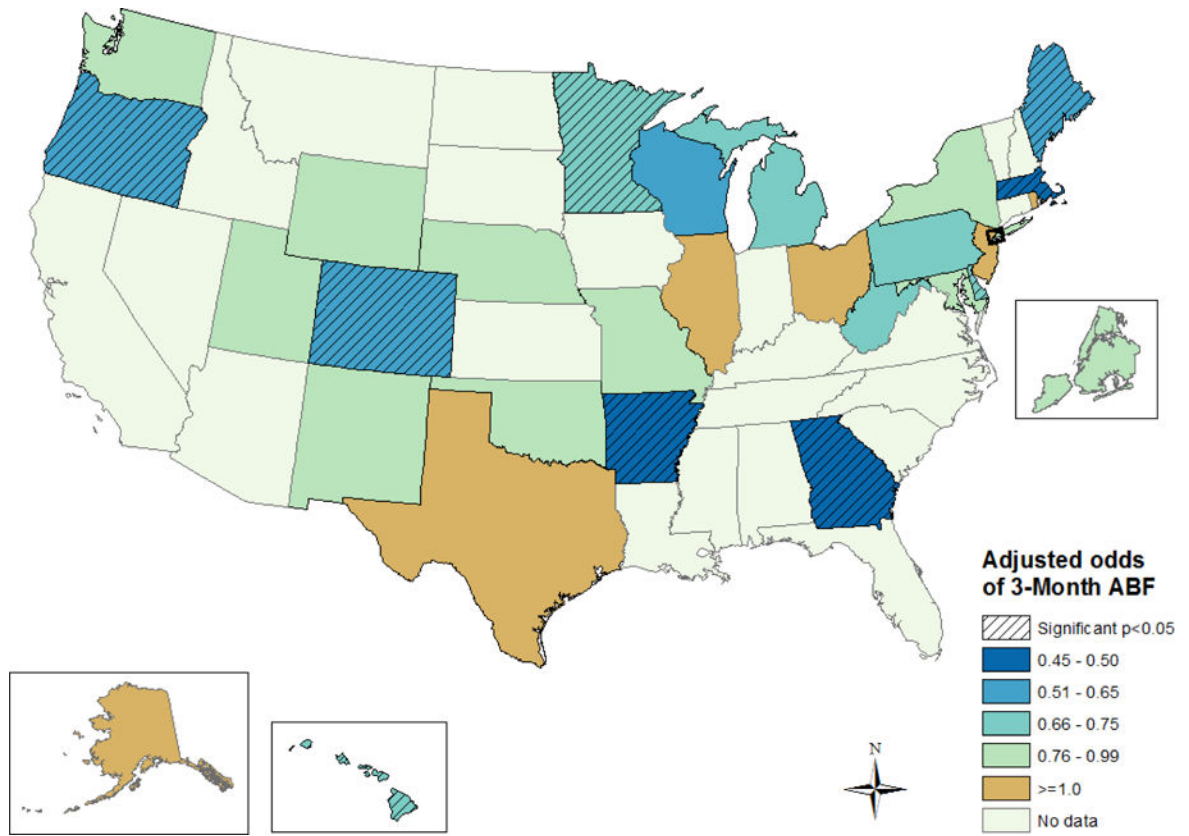 Adjusted odds
of 3-Month ABF
Significant p<0.05
0.45 - 0.50
0.51 - 0.65
0.66 - 0.75
0.76 - 0.99
>=1.0
No data
N